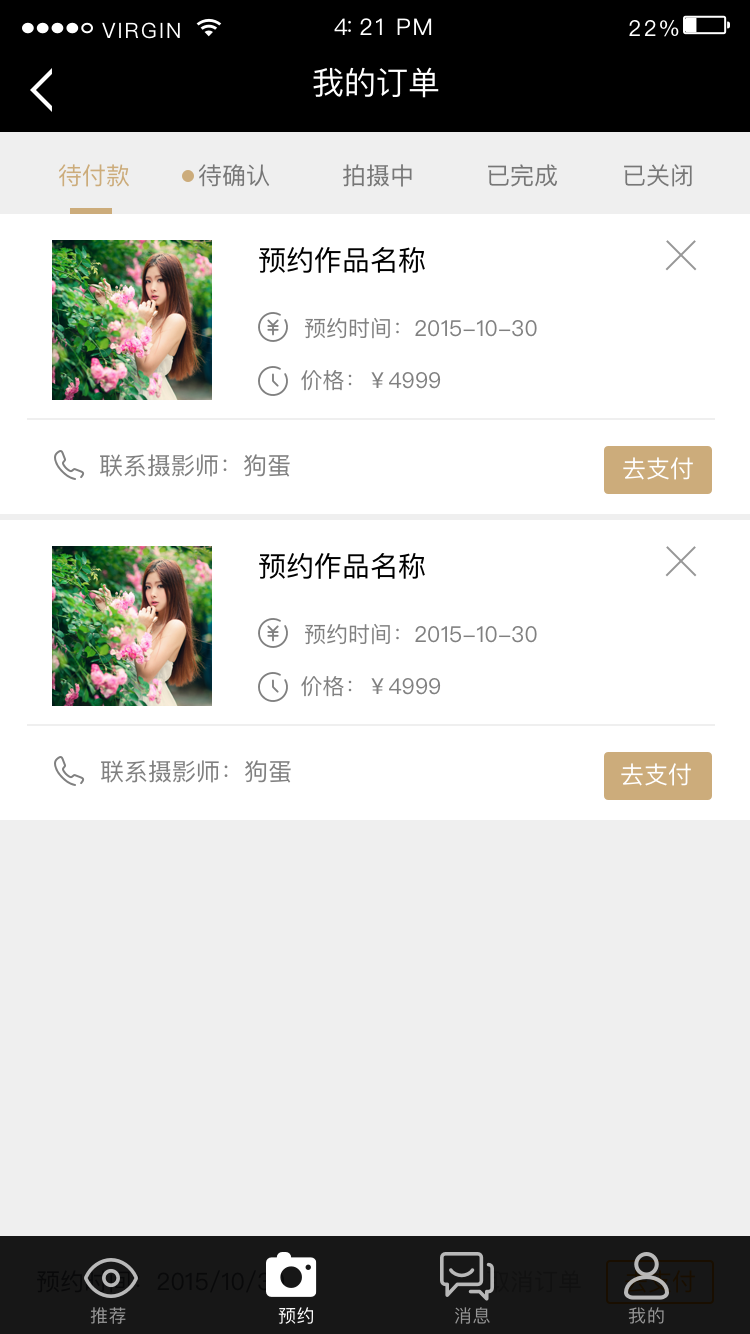 VIRGIN 4:21 PM 22%
我的订单
待付款 待确认 拍摄中 已完成 已关闭
预约作品名称
预约时间：2015-10-30
价格：￥4999
联系摄影师：狗蛋 去支付
预约作品名称
预约时间：2015-10-30
价格：￥4999
联系摄影师：狗蛋 去支付
预约 2015/10/3 取消订单 付
推荐 预约 消息 我的